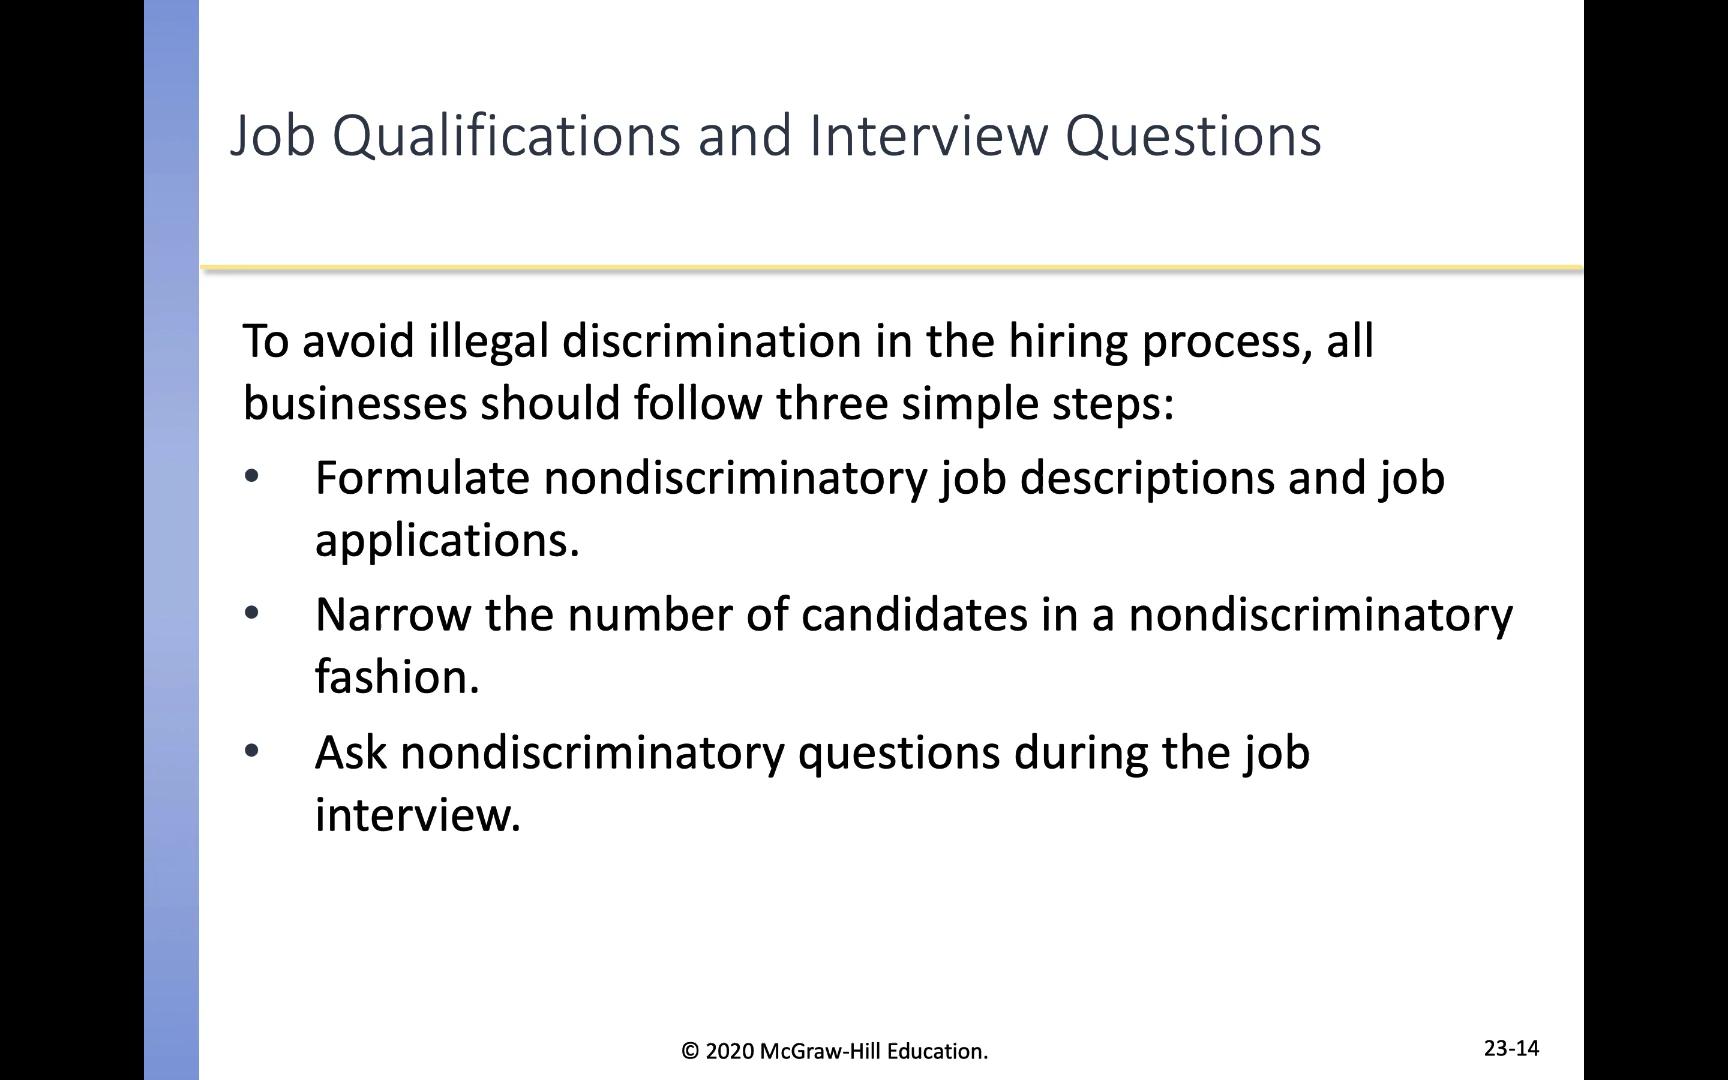 Job Qualifications and Interview Questions
To avoid illegal discrimination in the hiring process, all
businesses should follow three simple steps:
• Formulate nondiscriminatory job descriptions and job
applications.
• Narrow the number of candidates in a nondiscriminatory
fashion.
• Ask nondiscriminatory questions during the job
interview.
© 2020 McGraw-Hill Education.
23-14